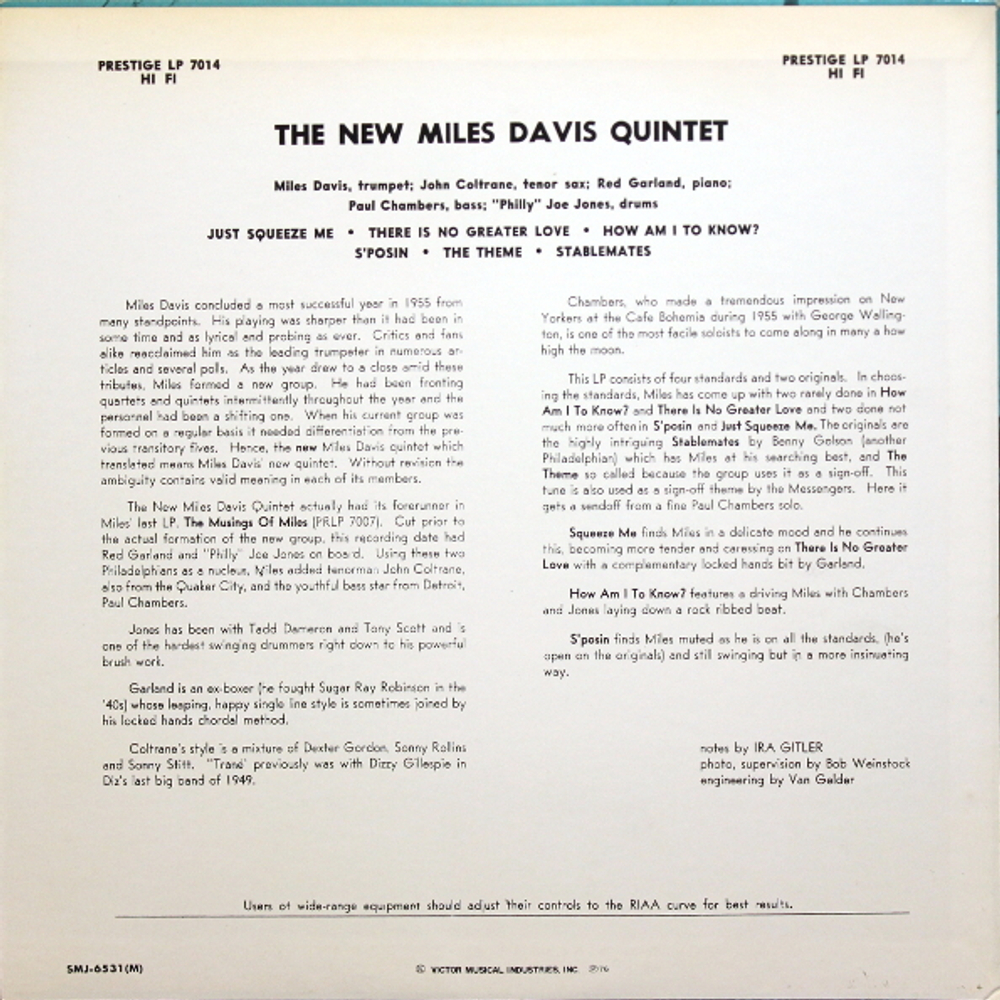 PRESTIGE LP 7014
HI FI
PRESTIGE LP 7014
HI FI
THE NEW MILES DAVIS QUINTET
Miles Davis, trumpet; John Coltrane, tenor sax; Red Garland, piano;
Paul Chambers, bass; "Philly" Joe Jones, drums
JUST SQUEEZE ME • THERE IS NO GREATER LOVE • HOW AM I TO KNOW?
S'POSIN • THE THEME • STABLEMATES
Miles Davis concluded a most successful year in 1955 from
many standpoints. His playing was sharper than it had been in
some time and as lyrical and probing as ever. Critics and fans
alike reacclaimed him as the leading trumpeter in numerous ar-
ticles and several polls. As the year drew to a close amid these
tributes, Miles formed a new group. He had been fronting
quartets and quintets intermittently throughout the year and the
personnel had been a shifting one. When his current group was
formed on a regular basis it needed differentiation from the pre-
vious transitory fives. Hence, the new Miles Davis quintet which
translated means Miles Davis' new quintet. Without revision the
ambiguity contains valid meaning in each of its members.
The New Miles Davis Quintet actually had its forerunner in
Miles' last LP, The Musings Of Miles (PRLP 7007). Cut prior to
the actual formation of the new group, this recording date had
Red Garland and "Philly" Joe Jones on board. Using these two
Philadelphians as a nucleus, Miles added tenorman John Coltrane,
also from the Quaker City, and the youthful bass star from Detroit,
Paul Chambers.
Jones has been with Tadd Dameron and Tony Scott and is
one of the hardest swinging drummers right down to his powerful
brush work.
Garland is an ex-boxer (he fought Sugar Ray Robinson in the
'40s) whose leaping, happy single line style is sometimes joined by
his locked hands chordal method.
Coltrane's style is a mixture of Dexter Gordon, Sonny Rollins
and Sonny Stitt. "Trane' previously was with Dizzy Gillespie in
Diz's last big band of 1949.
Chambers, who made a tremendous impression on New
Yorkers at the Cafe Bohemia during 1955 with George Walling-
ton, is one of the most facile soloists to come along in many a how
high the moon.
This LP consists of four standards and two originals. In choos-
ing the standards, Miles has come up with two rarely done in How
Am I To Know? and There Is No Greater Love and two done not
much more often in S'posin and Just Squeeze Me. The originals are
the highly intriguing Stablemates by Benny Golson (another
Philadelphian) which has Miles at his searching best, and The
Theme so called because the group uses it as a sign-off. This
tune is also used as a sign-off theme by the Messengers. Here it
gets a sendoff from a fine Paul Chambers solo.
Squeeze Me finds Miles in a delicate mood and he continues
this, becoming more tender and caressing on There Is No Greater
Love with a complementary locked hands bit by Garland.
How Am I To Know? features a driving Miles with Chambers
and Jones laying down a rock ribbed beat.
S'posin finds Miles muted as he is on all the standards, (he's
open on the originals) and still swinging but in a more insinuating
way.
notes by IRA GITLER
photo, supervision by Bob Weinstock
engineering by Van Gelder
Users of wide-range equipment should adjust their controls to the RIAA curve for best results.
SMJ-6531(M)
© VICTOR MUSICAL INDUSTRIES, INC. ℗'76